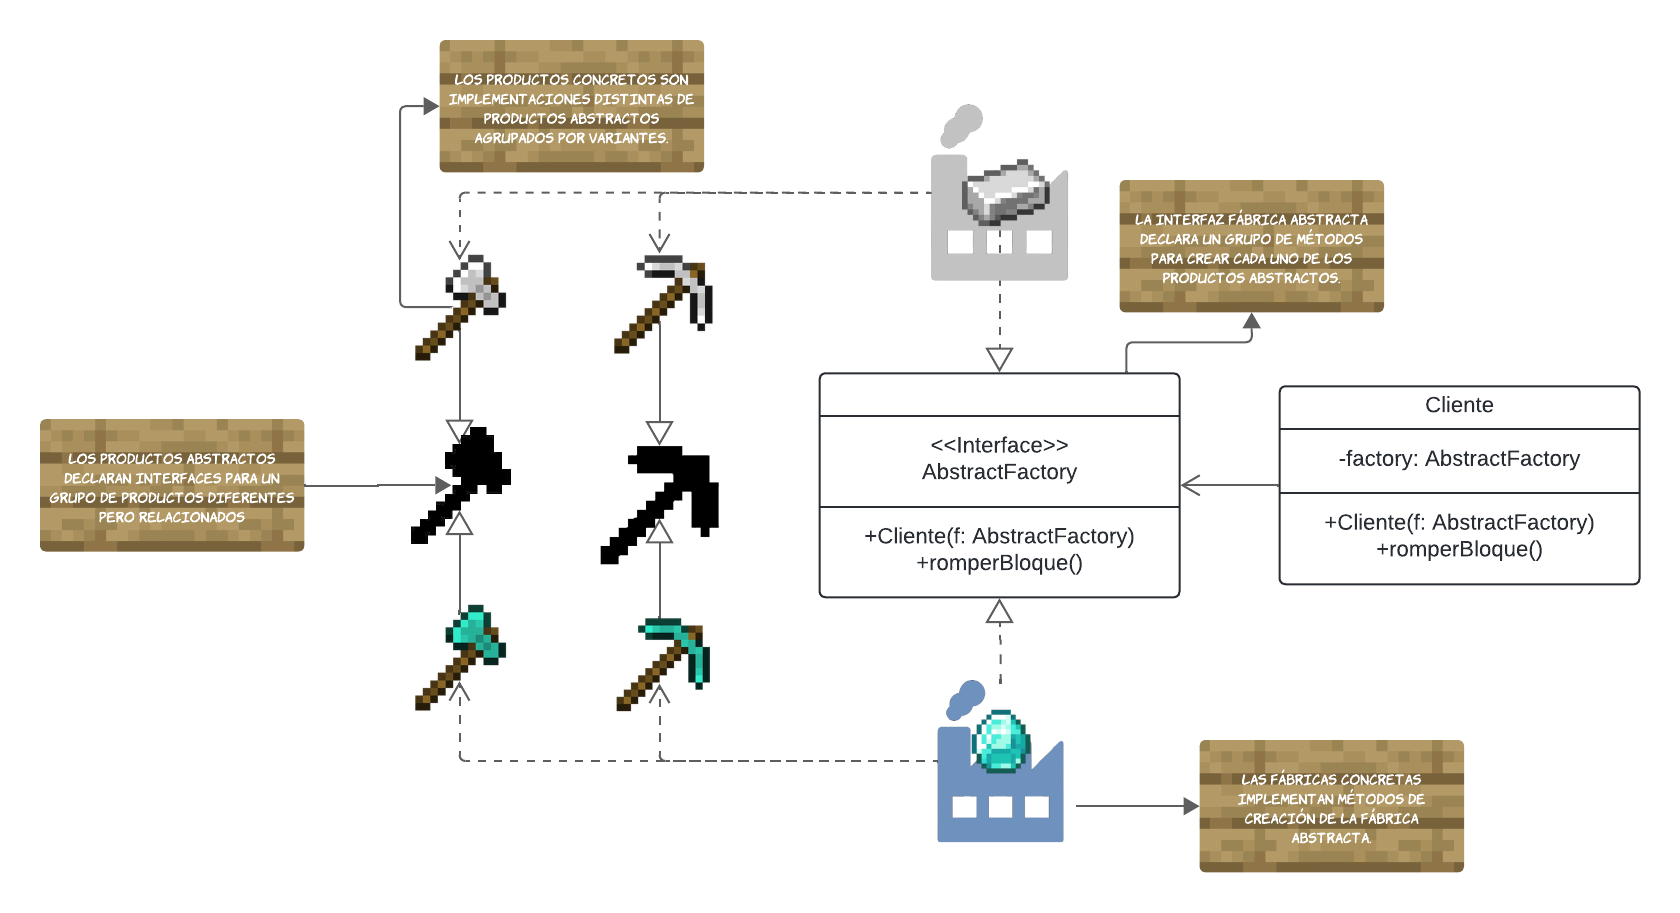 LOS PRODUCTOS CONCRETOS SON
IMPLEMENTACIONES DISTINTAS DE
PRODUCTOS ABSTRACTOS
AGRUPADOS POR VARIANTES.
LA INTERFAZ FÁBRICA ABSTRACTA
DECLARA UN GRUPO DE MÉTODOS
PARA CREAR CADA UNO DE LOS
PRODUCTOS ABSTRACTOS.
LOS PRODUCTOS ABSTRACTOS
DECLARAN INTERFACES PARA UN
GRUPO DE PRODUCTOS DIFERENTES
PERO RELACIONADOS
<<Interface>>
AbstractFactory
+Cliente(f: AbstractFactory)
+romperBloque()
Cliente
-factory: AbstractFactory
+Cliente(f: AbstractFactory)
+romperBloque()
LAS FÁBRICAS CONCRETAS
IMPLEMENTAN MÉTODOS DE
CREACIÓN DE LA FÁBRICA
ABSTRACTA.